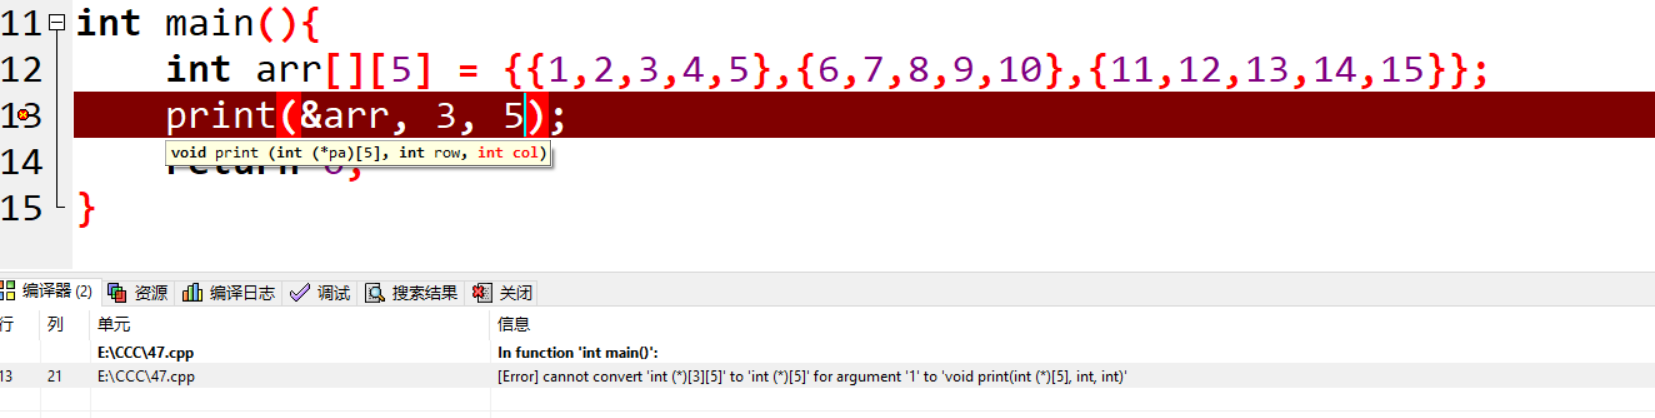 11 int main(){
12 int arr[][5] = {{1,2,3,4,5},{6,7,8,9,10},{11,12,13,14,15}};
13 print(&arr, 3, 5);
void print (int (*pa)[5], int row, int col)
14 return 0;
15 }
编译器 (2) 资源 编译日志 调试 搜索结果 关闭
行 列 单元 信息
E:\CCC\47.cpp In function 'int main()':
13 21 E:\CCC\47.cpp [Error] cannot convert 'int (*)[3][5]' to 'int (*)[5]' for argument '1' to 'void print(int (*)[5], int, int)'